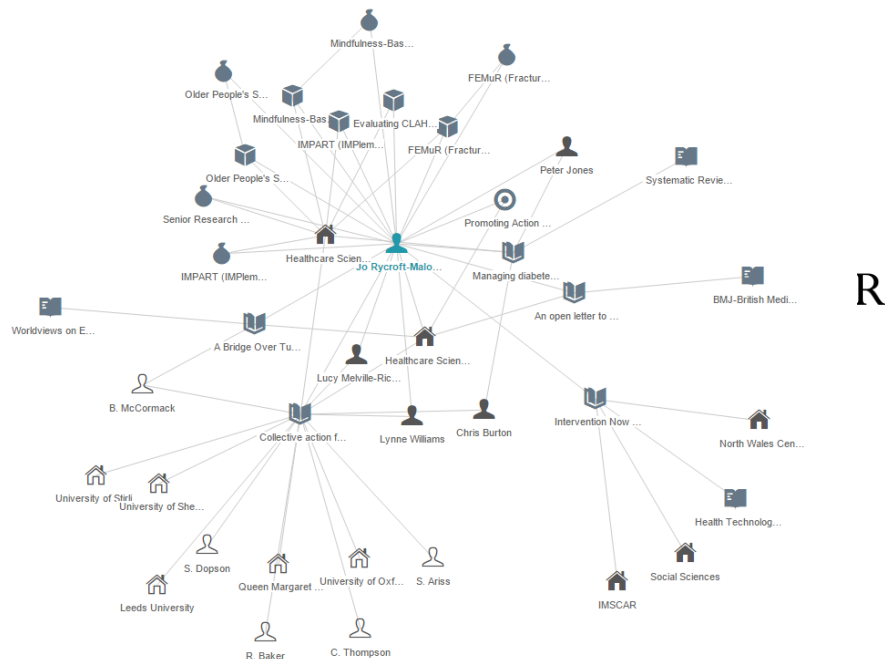 Mindfulness-Bas...
FEMuR (Fractur...
Older People's S...
Mindfulness-Bas...
Evaluating CLAH...
IMPART (IMPlem...
FEMuR (Fractur...
Peter Jones
Older People's S...
Systematic Revie...
Senior Research ...
Promoting Action ...
Healthcare Scien...
Jo Rycroft-Malo...
IMPART (IMPlem...
Managing diabete...
BMJ-British Medi...
R
An open letter to ...
Worldviews on E...
A Bridge Over Tu...
Healthcare Scien...
Lucy Melville-Ric...
B. McCormack
Collective action f...
Lynne Williams
Chris Burton
Intervention Now ...
North Wales Cen...
University of Stirli
University of She...
Health Technolog...
S. Dopson
Queen Margaret ...
University of Oxf...
S. Ariss
Social Sciences
Leeds University
IMSCAR
R. Baker
C. Thompson